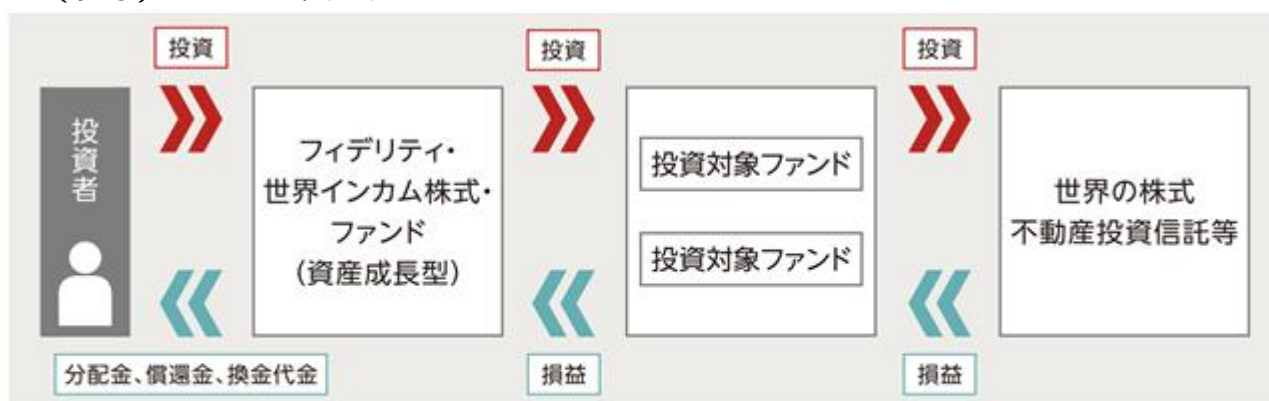 投資
投資
投資
投資者
フィデリティ・
世界インカム株式・
ファンド
（資産成長型）
投資対象ファンド
投資対象ファンド
世界の株式
不動産投資信託等
分配金、償還金、換金代金
損益
損益